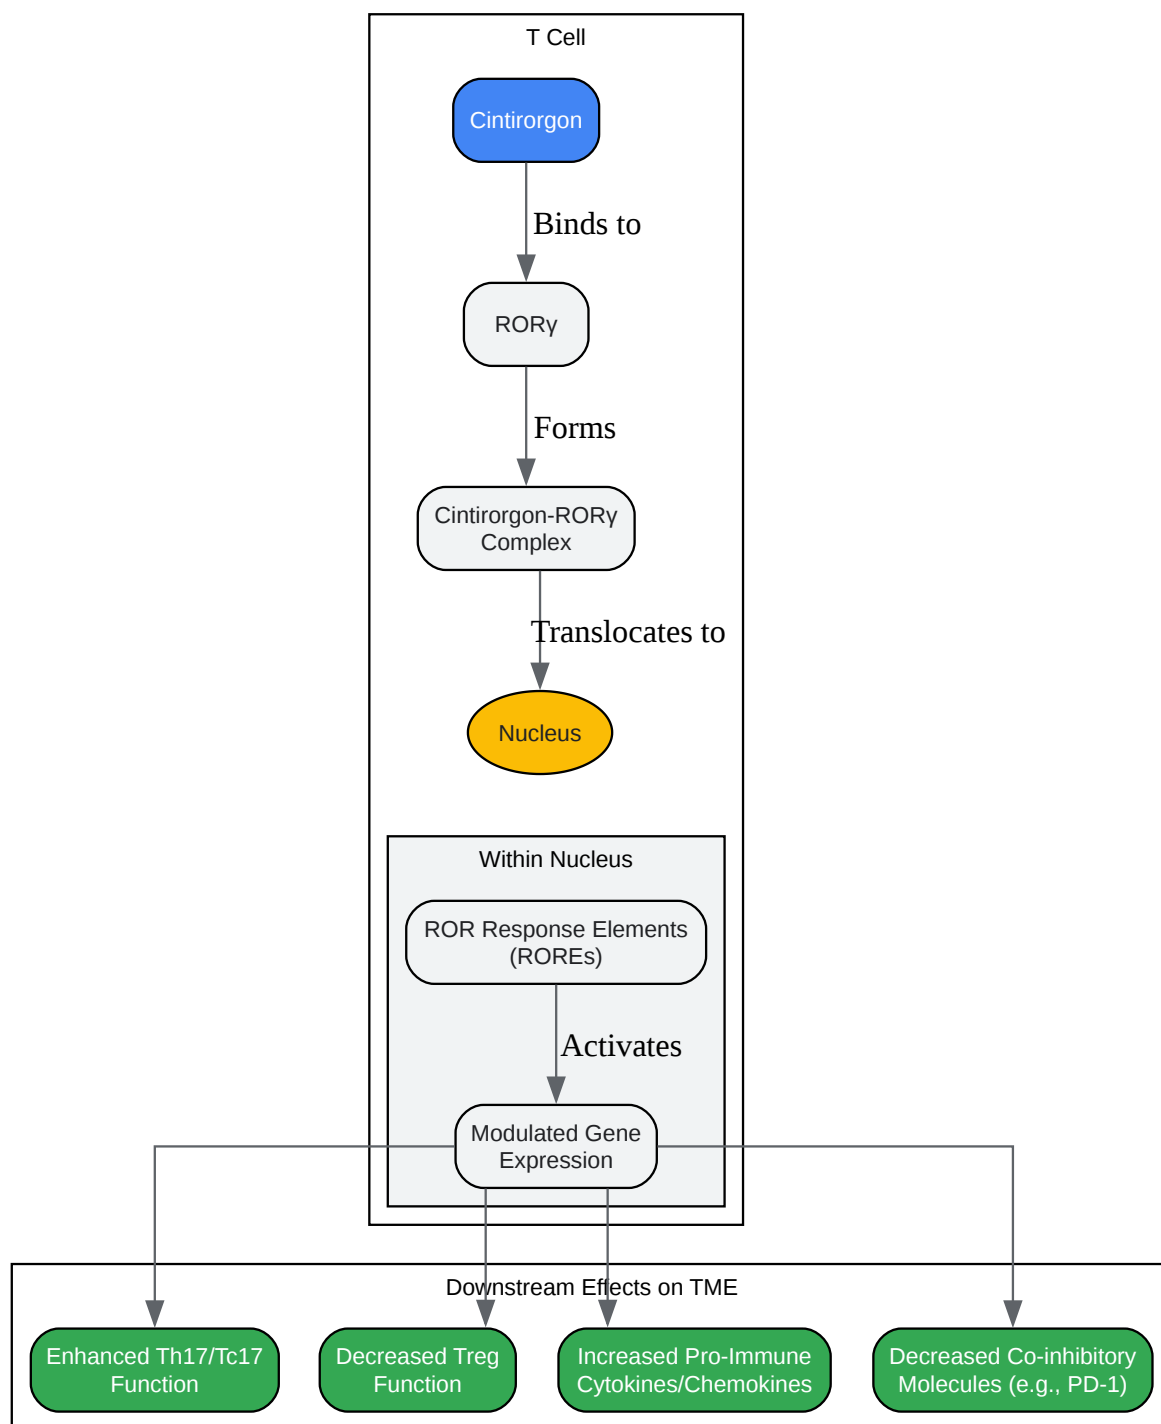 T Cell
Cintirorgon
Binds to
RORγ
Forms
Cintirorgon-RORγ
Complex
Translocates to
Nucleus
Within Nucleus
ROR Response Elements
(ROREs)
Activates
Modulated Gene
Expression
Downstream Effects on TME
Enhanced Th17/Tc17
Function
Decreased Treg
Function
Increased Pro-Immune
Cytokines/Chemokines
Decreased Co-inhibitory
Molecules (e.g., PD-1)